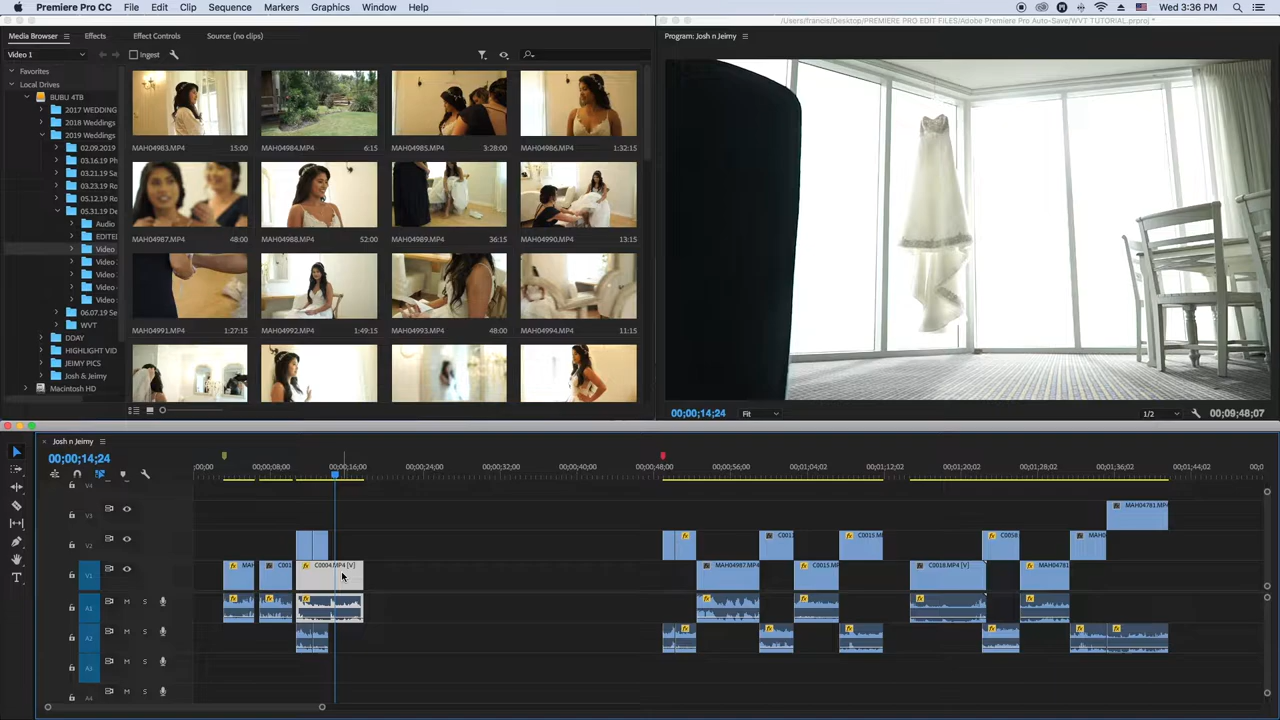 Premiere Pro CC File Edit Clip Sequence Markers Graphics Window Help Wed 3:36 PM
/Users/francis/Desktop/PREMIERE PRO EDIT FILES/Adobe Premiere Pro Auto-Save/WVT TUTORIAL.prproj *
Media Browser Effects Effect Controls Source: (no clips) Program: Josh n Jeimy
Video 1 Ingest
Favorites
Local Drives
BUBLI 4TB
2017 WEDDING
2018 Weddings
2019 Weddings
02.09.2019
03.16.19 Ph
03.21.19 Sa
03.23.19 Ro
05.12.19 Ro
05.31.19 De
Audio
EDITE
Video
Video
Video
Video
Video
06.07.19 Se
WVT
DDAY
HIGHLIGHT VID
JEIMY PICS
Josh & Jeimy
Macintosh HD
MAH04983.MP4 15:00 MAH04984.MP4 6:15 MAH04985.MP4 3:28:00 MAH04986.MP4 1:32:15
MAH04987.MP4 48:00 MAH04988.MP4 52:00 MAH04989.MP4 36:15 MAH04990.MP4 13:15
MAH04991.MP4 1:27:15 MAH04992.MP4 1:49:15 MAH04993.MP4 48:00 MAH04994.MP4 11:15
00;00;14;24 Fit 1/2 00;09;48;07
Josh n Jeimy
00;00;14;24
;00;00 00;00;08;00 00;00;16;00 00;00;24;00 00;00;32;00 00;00;40;00 00;00;48;00 00;00;56;00 00;01;04;02 00;01;12;02 00;01;20;02 00;01;28;02 00;01;36;02 00;01;44;02 00;0
V4
V3 MAH04781.MP4
V2 C001 C0015.M C0058 MAH0
V1 MAH C001 C0004.MP4 [V] MAH04987.MP4 C0015.M C0018.MP4 [V] MAH04781
A1 M S
A2 M S
A3 M S
A4 M S